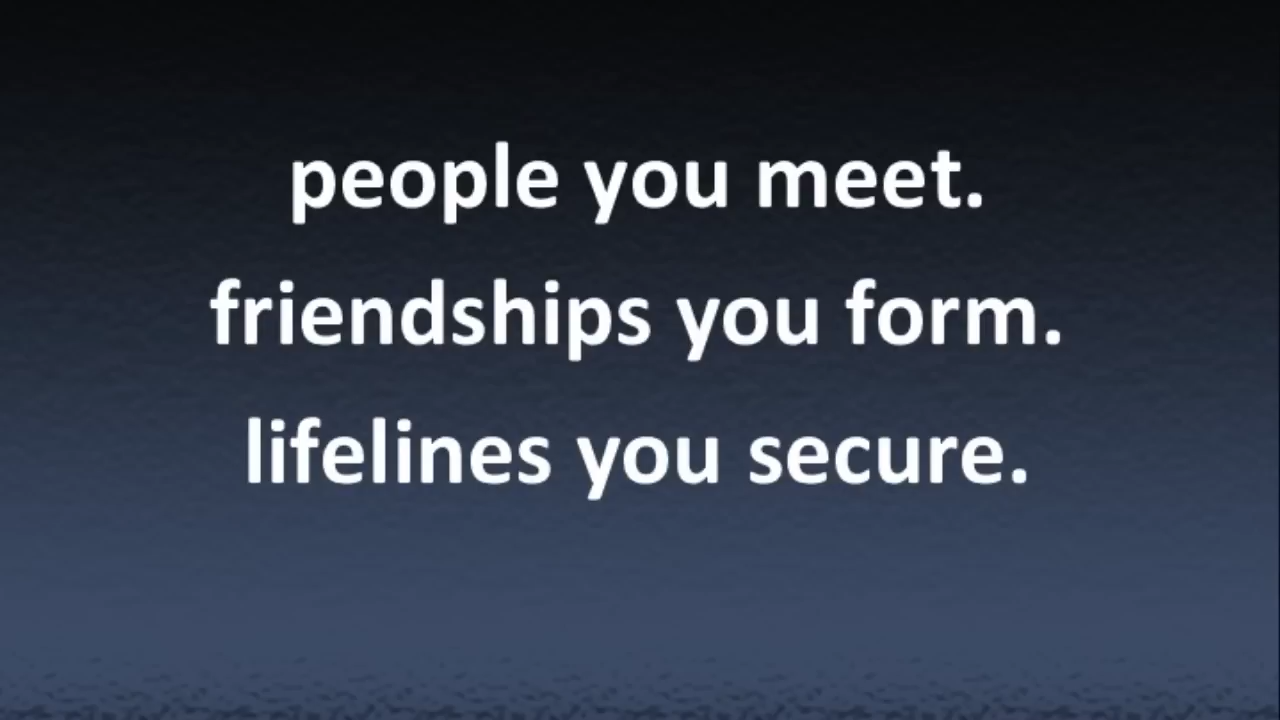 people you meet.
friendships you form.
lifelines you secure.